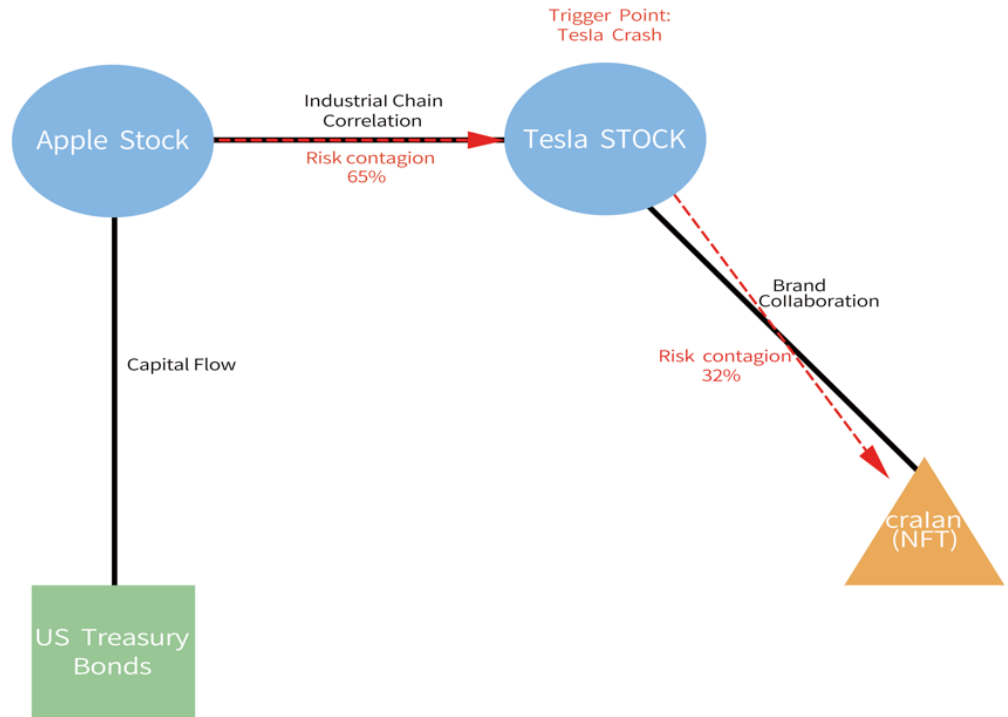 Trigger Point:
Tesla Crash
Industrial Chain
Correlation
Apple Stock
Tesla STOCK
Risk contagion
65%
Brand
Collaboration
Risk contagion
32%
Capital Flow
cralan
(NFT)
US Treasury
Bonds